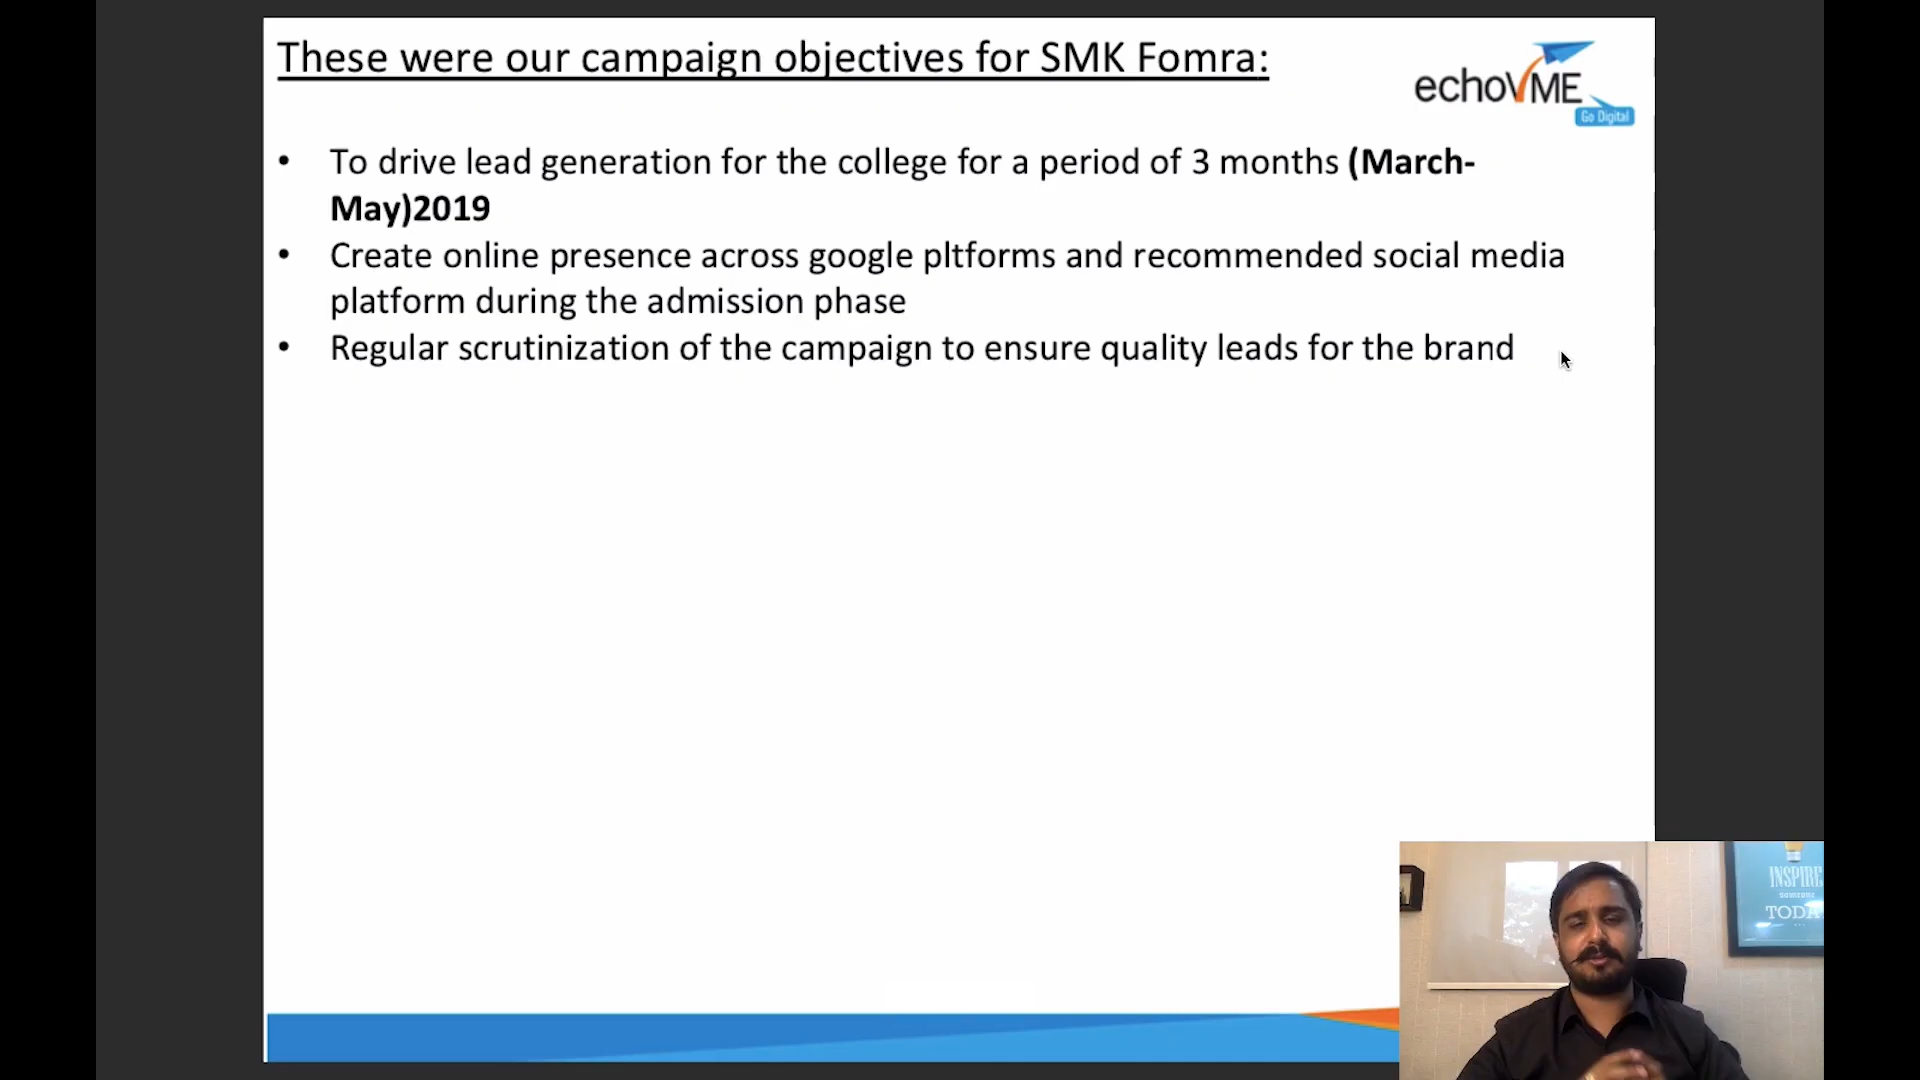 These were our campaign objectives for SMK Fomra:
echoVME
Go Digital
• To drive lead generation for the college for a period of 3 months (March-
May)2019
• Create online presence across google pltforms and recommended social media
platform during the admission phase
• Regular scrutinization of the campaign to ensure quality leads for the brand
INSPIRE
SOMEONE
TODA